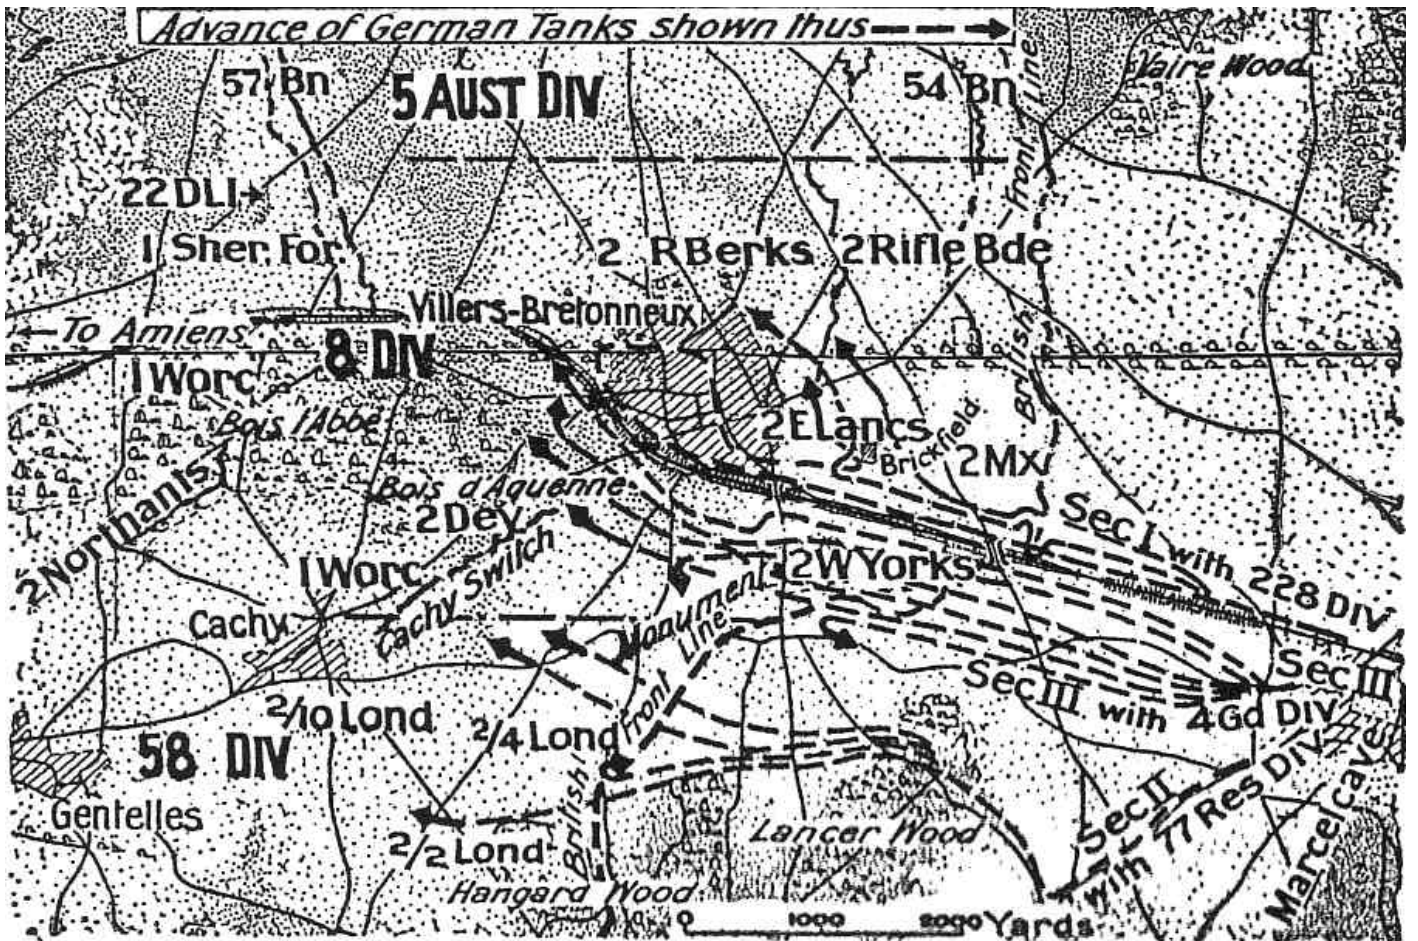 Advance of German Tanks shown thus
57 Bn
5 AUST DIV
54 Bn
Vaire Wood
Front Line
22 DLI
1 Sher. For.
2 R Berks
2 Rifle Bde
Villers-Bretonneux
To Amiens
8 DIV
British
1 Worc
Bois l'Abbé
2 E Lancs
Brickfield
2 Mx
Bois d'Aquenne
2 Northants
2 Dev
Sec I with 228 DIV
1 Worc
Cachy Switch
2 W Yorks
Monument
Cachy
Line
Sec III
Sec III with 4 Gd DIV
2/10 Lond
2/4 Lond
Front
58 DIV
British
Sec II
with 77 Res DIV
Marcelcave
Gentelles
2/2 Lond
Lancer Wood
Hangard Wood
0 1000 2000 Yards